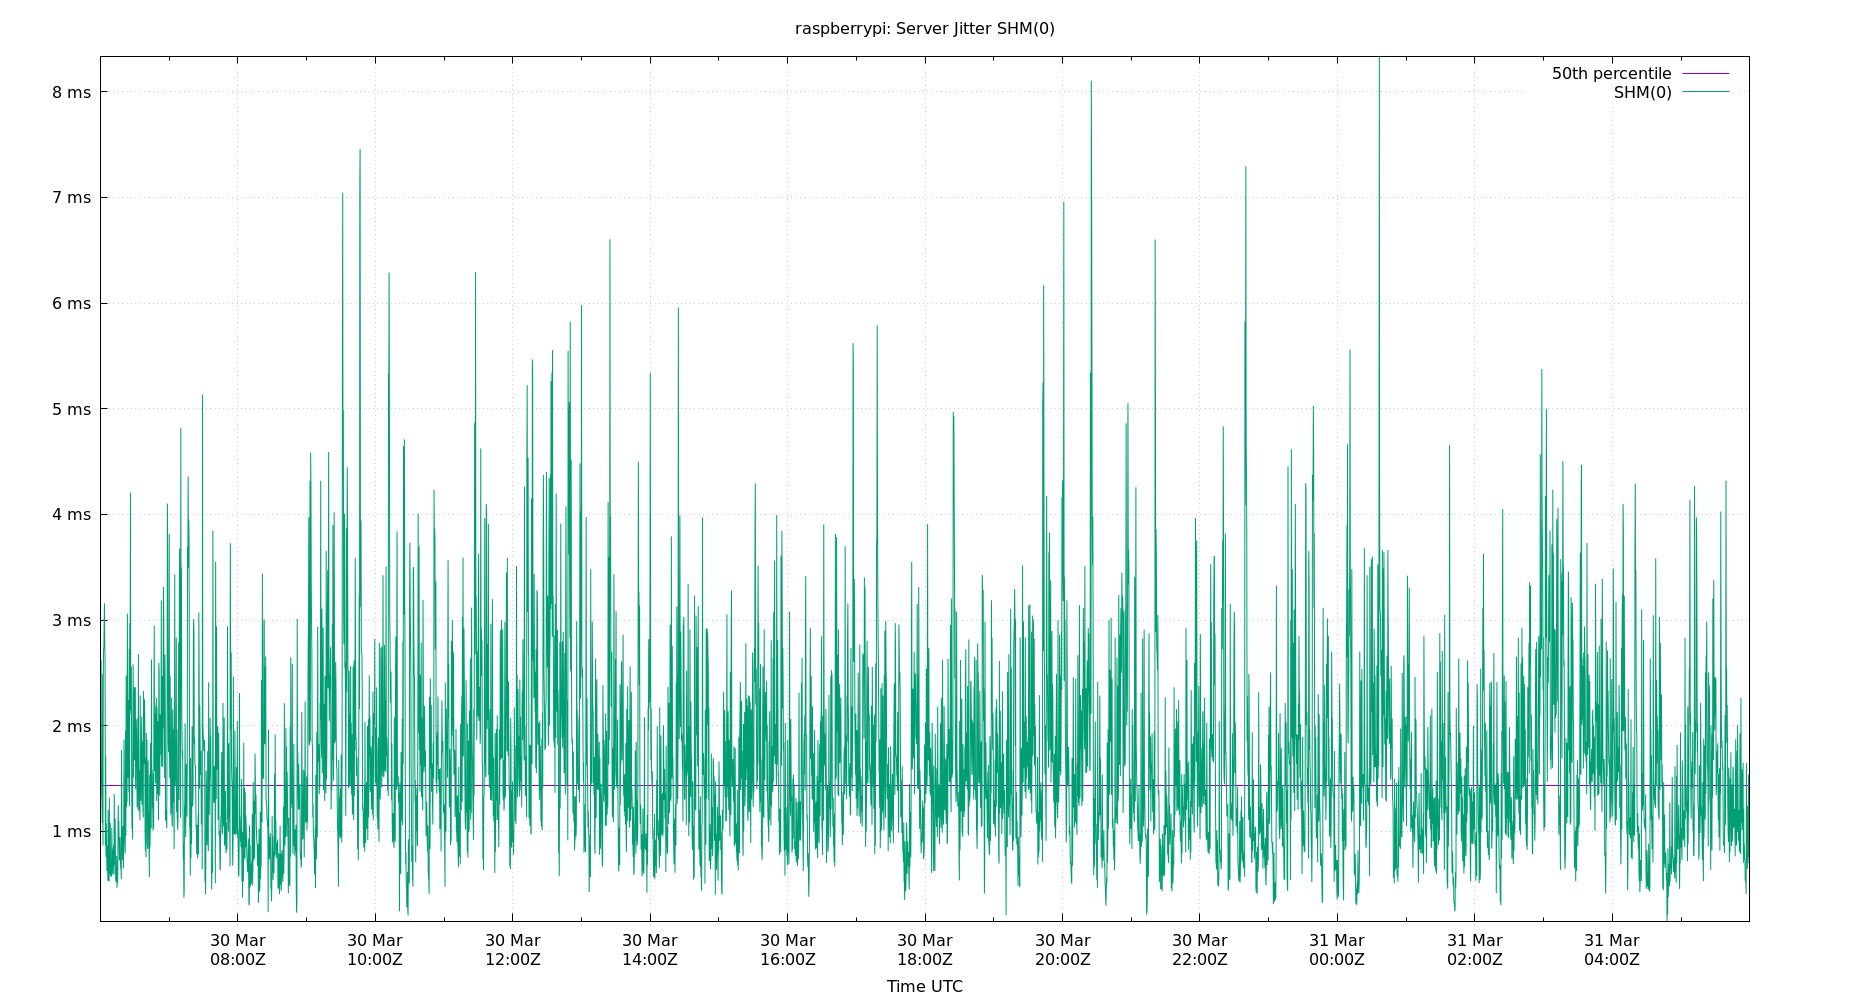 raspberrypi: Server Jitter SHM(0)
50th percentile
SHM(0)
8 ms
7 ms
6 ms
5 ms
4 ms
3 ms
2 ms
1 ms
30 Mar 30 Mar 30 Mar 30 Mar 30 Mar 30 Mar 30 Mar 30 Mar 31 Mar 31 Mar 31 Mar
08:00Z 10:00Z 12:00Z 14:00Z 16:00Z 18:00Z 20:00Z 22:00Z 00:00Z 02:00Z 04:00Z
Time UTC